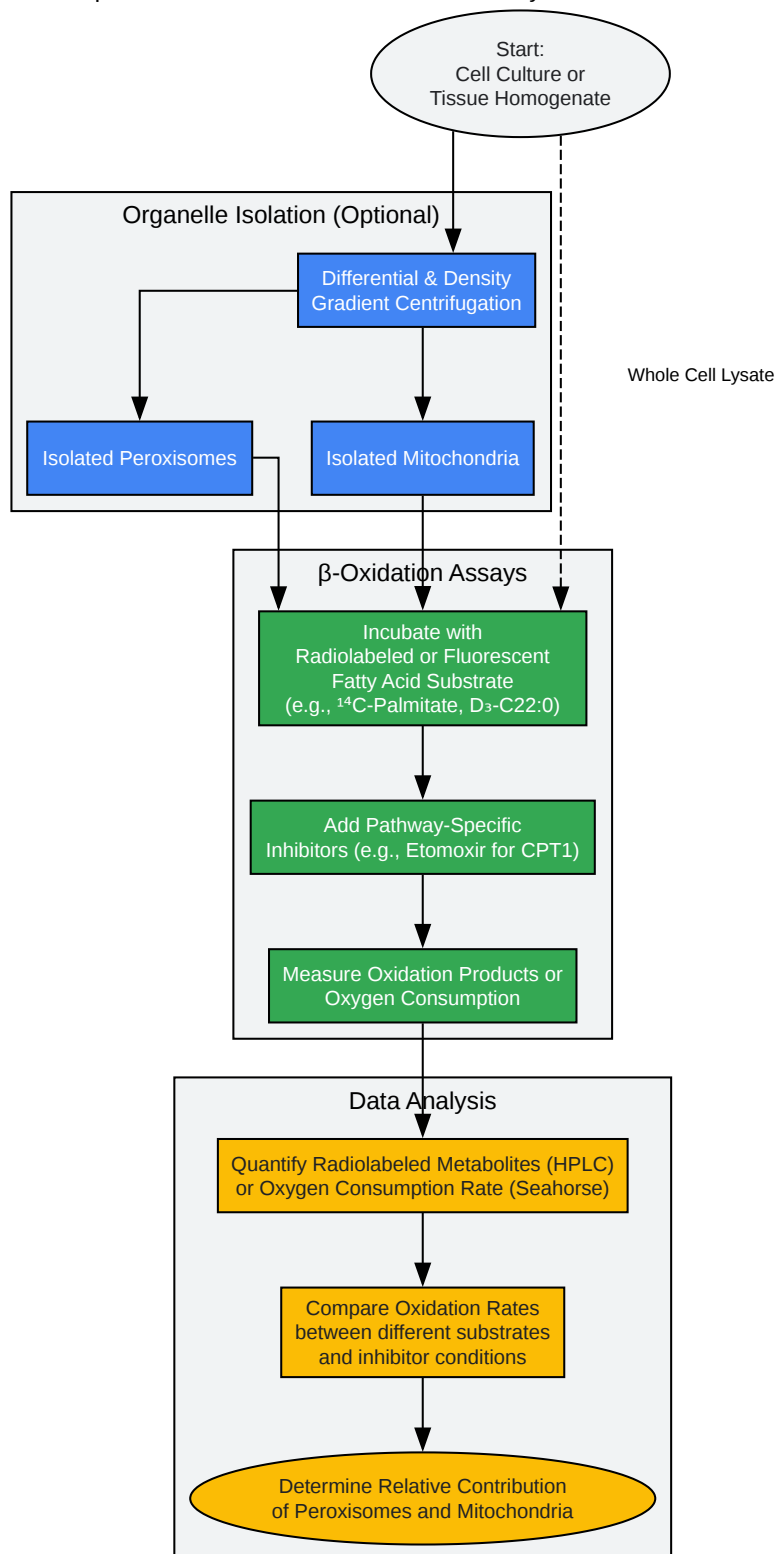 Start:
Cell Culture or
Tissue Homogenate
Organelle Isolation (Optional)
Differential & Density
Gradient Centrifugation
Whole Cell Lysate
Isolated Peroxisomes
Isolated Mitochondria
β-Oxidation Assays
Incubate with
Radiolabeled or Fluorescent
Fatty Acid Substrate
(e.g., ¹⁴C-Palmitate, D₃-C22:0)
Add Pathway-Specific
Inhibitors (e.g., Etomoxir for CPT1)
Measure Oxidation Products or
Oxygen Consumption
Data Analysis
Quantify Radiolabeled Metabolites (HPLC)
or Oxygen Consumption Rate (Seahorse)
Compare Oxidation Rates
between different substrates
and inhibitor conditions
Determine Relative Contribution
of Peroxisomes and Mitochondria